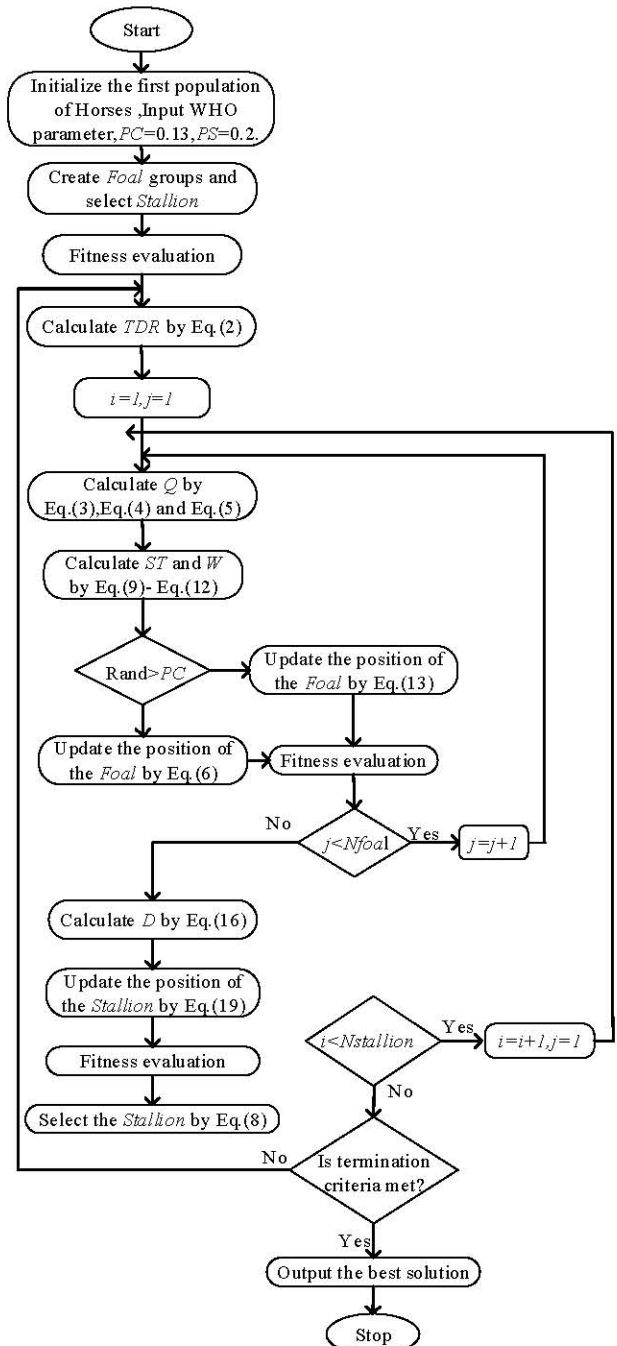 Start
Initialize the first population
of Horses ,Input WHO
parameter,PC=0.13,PS=0.2.
Create Foal groups and
select Stallion
Fitness evaluation
Calculate TDR by Eq.(2)
i=1,j=1
Calculate Q by
Eq.(3),Eq.(4) and Eq.(5)
Calculate ST and W
by Eq.(9)- Eq.(12)
Rand>PC
Update the position of
the Foal by Eq.(13)
Update the position of
the Foal by Eq.(6)
Fitness evaluation
No
j<Nfoal
Yes
j=j+1
Calculate D by Eq.(16)
Update the position of
the Stallion by Eq.(19)
Fitness evaluation
Select the Stallion by Eq.(8)
i<Nstallion
Yes
i=i+1,j=1
No
No
Is termination
criteria met?
Yes
Output the best solution
Stop